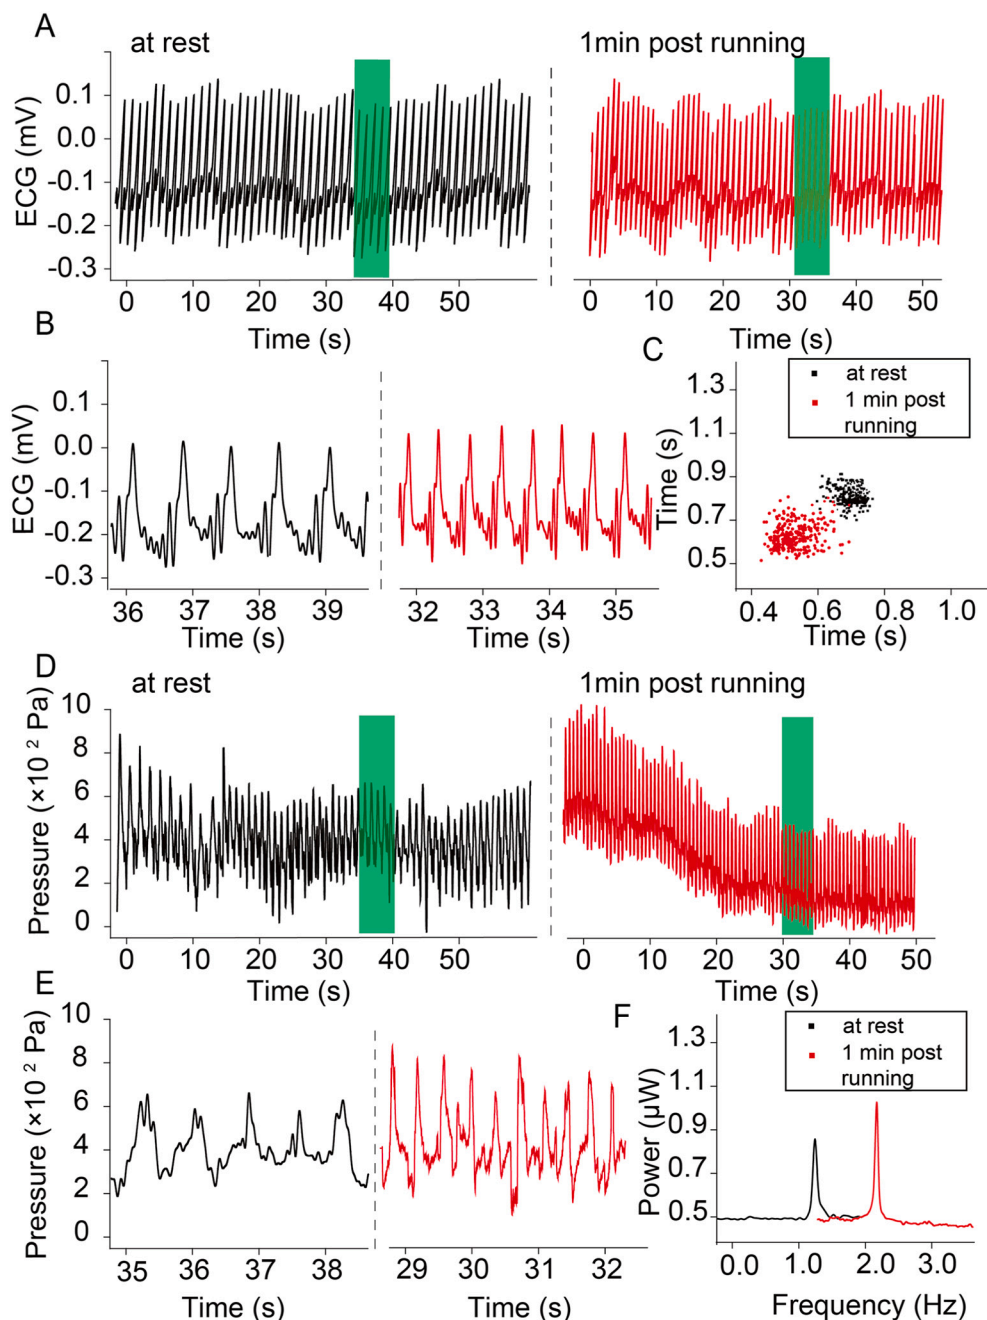 A
at rest
1min post running
ECG (mV)
0.1
0.0
-0.1
-0.2
-0.3
0 10 20 30 40 50
0 10 20 30 40 50
Time (s)
Time (s)
B
ECG (mV)
0.1
0.0
-0.1
-0.2
-0.3
36 37 38 39
32 33 34 35
Time (s)
Time (s)
C
at rest
1 min post
running
Time (s)
1.3
1.1
0.9
0.7
0.5
0.4 0.6 0.8 1.0
Time (s)
D
at rest
1min post running
Pressure (×10 ² Pa)
10
8
6
4
2
0
0 10 20 30 40 50
0 10 20 30 40 50
Time (s)
Time (s)
E
Pressure (×10 ² Pa)
10
8
6
4
2
0
35 36 37 38
29 30 31 32
Time (s)
Time (s)
F
at rest
1 min post
running
Power (µW)
1.3
1.1
0.9
0.7
0.5
0.0 1.0 2.0 3.0
Frequency (Hz)